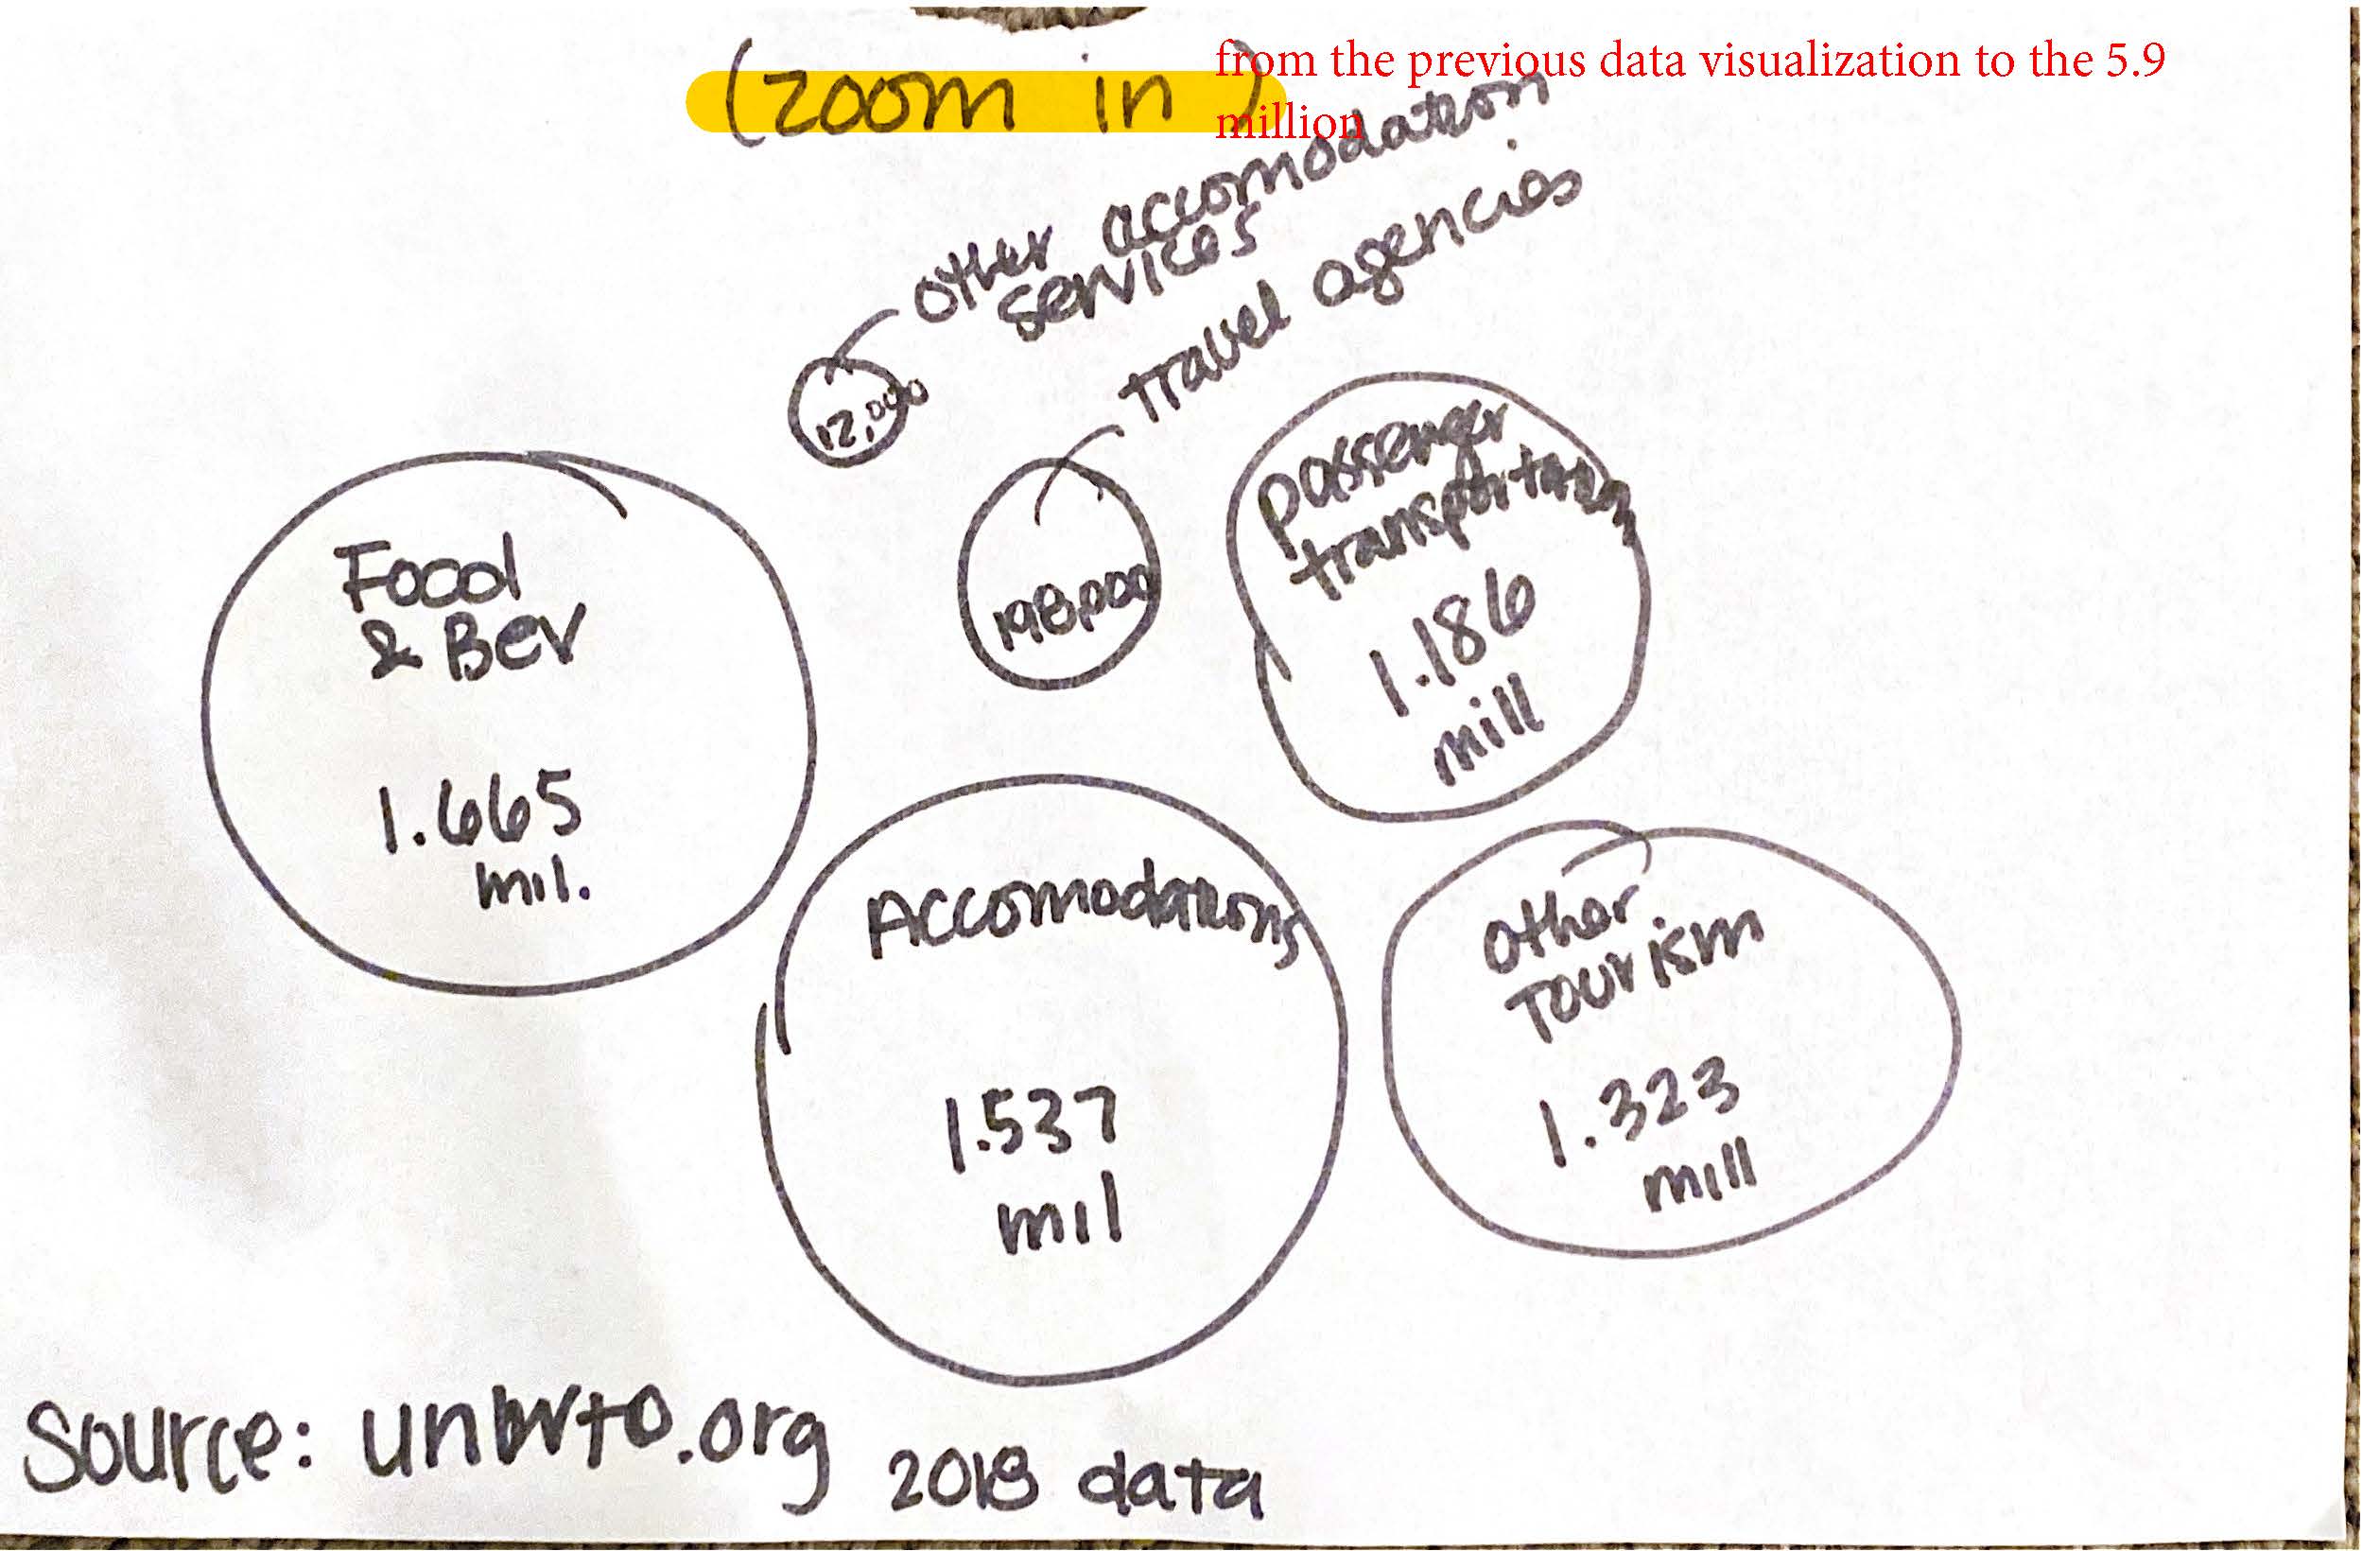 (zoom in)
from the previous data visualization to the 5.9
million
other accomodation
services
travel agencies
12,000
198,000
passenger
transportation
1.186
mill
Food
& Bev
1.665
mil.
Accomodations
1.537
mil
other
Tourism
1.323
mill
Source: unwto.org
2018 data